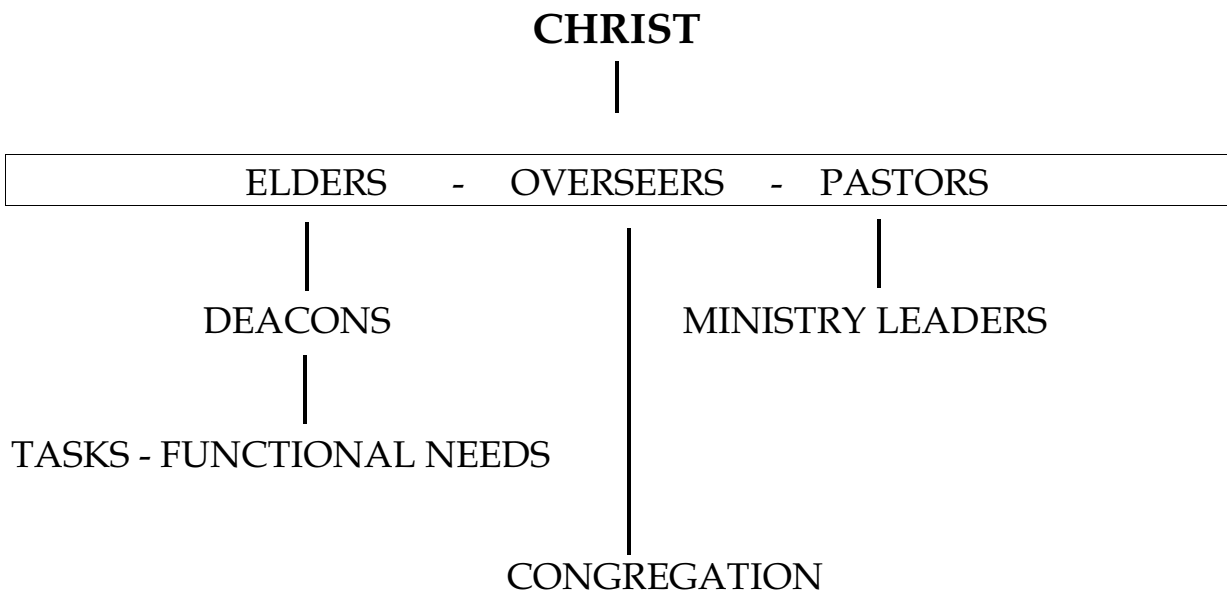 CHRIST
ELDERS - OVERSEERS - PASTORS
DEACONS MINISTRY LEADERS
TASKS - FUNCTIONAL NEEDS
CONGREGATION